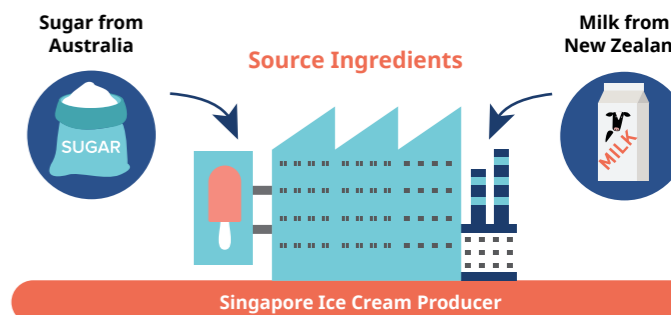 Sugar from
Australia
Source Ingredients
Milk from
New Zealan
SUGAR
MILK
Singapore Ice Cream Producer